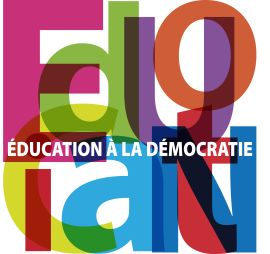 ÉDUCATION À LA DÉMOCRATIE